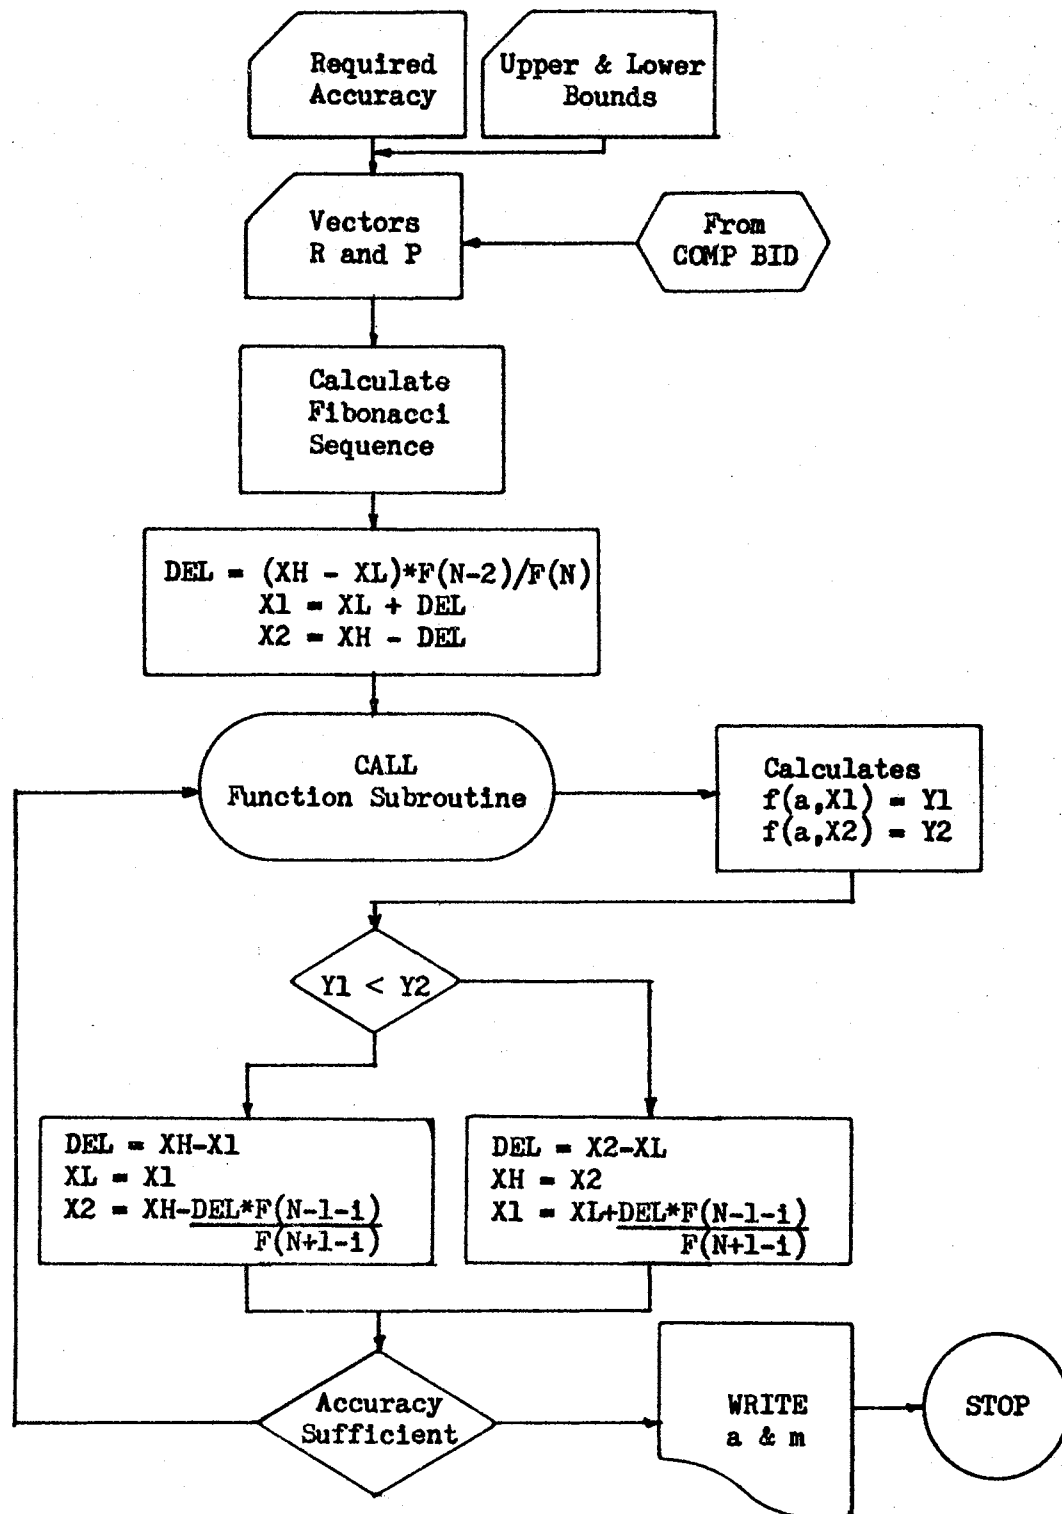 Required
Accuracy
Upper & Lower
Bounds
Vectors
R and P
From
COMP BID
Calculate
Fibonacci
Sequence
DEL = (XH - XL)*F(N-2)/F(N)
X1 = XL + DEL
X2 = XH - DEL
CALL
Function Subroutine
Calculates
f(a,X1) = Y1
f(a,X2) = Y2
Y1 < Y2
DEL = XH-X1
XL = X1
X2 = XH-DEL*F(N-1-i)
F(N+1-i)
DEL = X2-XL
XH = X2
X1 = XL+DEL*F(N-1-i)
F(N+1-i)
Accuracy
Sufficient
WRITE
a & m
STOP